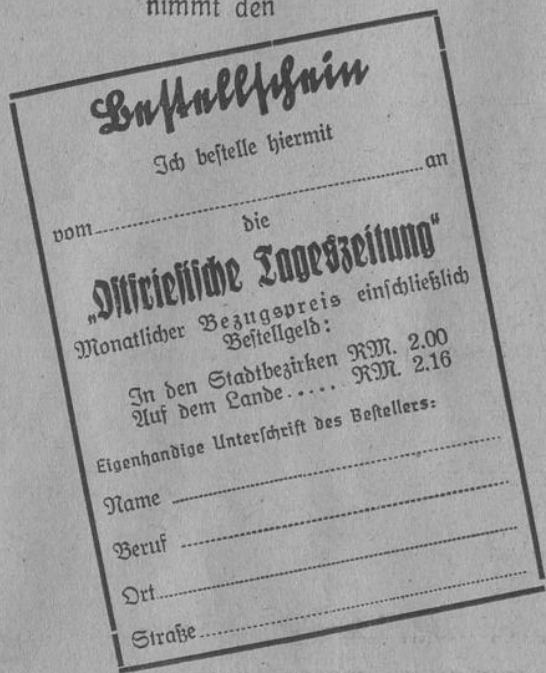 nimmt den
Bestellschein
Ich bestelle hiermit
vom ........ an
die
„Ostfriesische Tageszeitung“
Monatlicher Bezugspreis einschließlich
Bestellgeld:
In den Stadtbezirken RM. 2.00
Auf dem Lande ..... RM. 2.16
Eigenhandige Unterschrift des Bestellers:
Name ........
Beruf ........
Ort ........
Straße ........